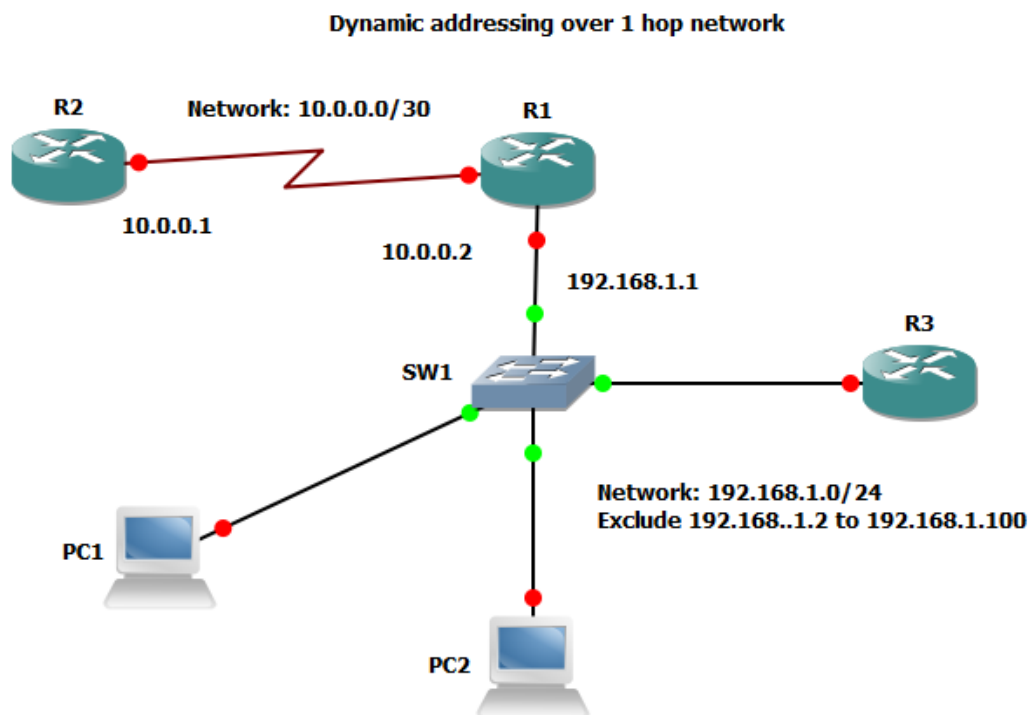 Dynamic addressing over 1 hop network
R2
Network: 10.0.0.0/30
R1
10.0.0.1
10.0.0.2
192.168.1.1
R3
SW1
Network: 192.168.1.0/24
Exclude 192.168..1.2 to 192.168.1.100
PC1
PC2